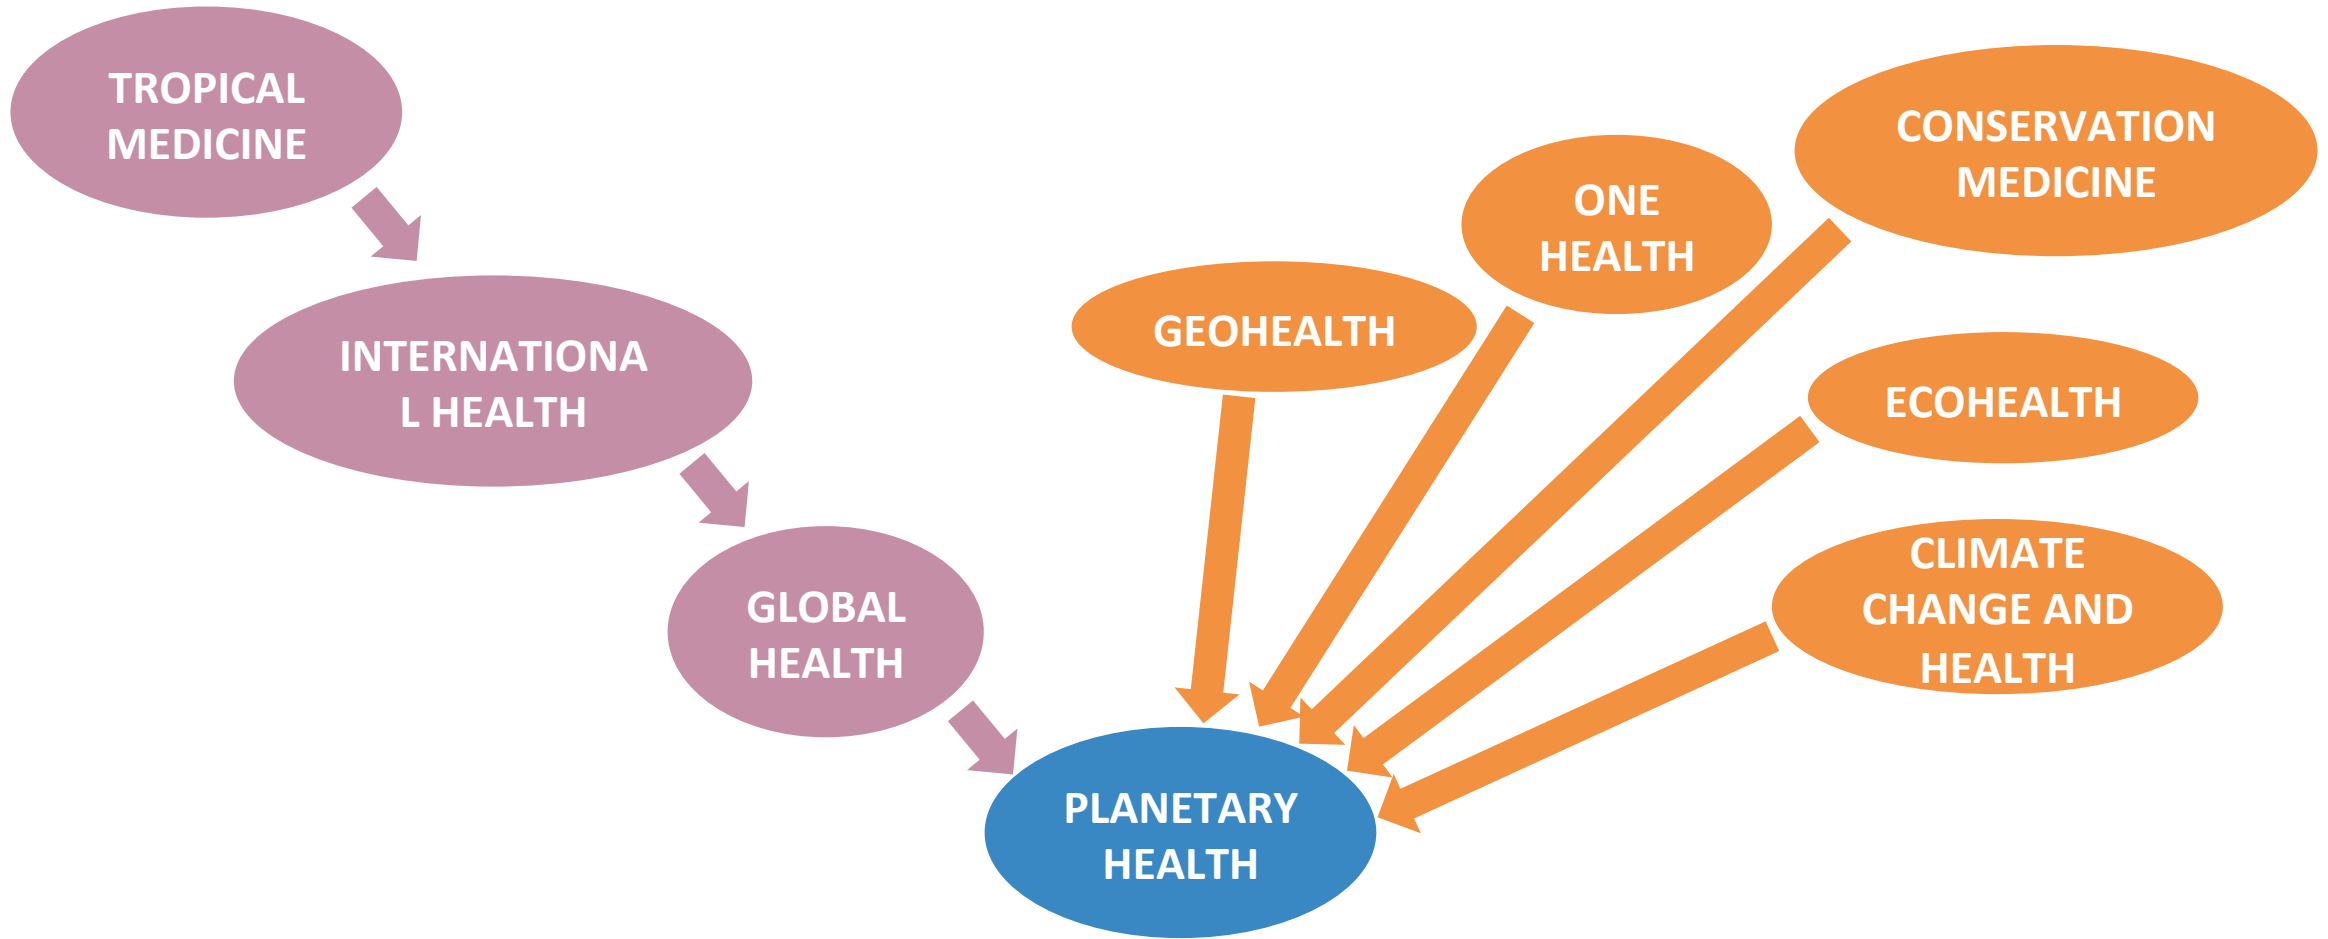 TROPICAL
MEDICINE
INTERNATIONA
L HEALTH
GLOBAL
HEALTH
PLANETARY
HEALTH
GEOHEALTH
ONE
HEALTH
CONSERVATION
MEDICINE
ECOHEALTH
CLIMATE
CHANGE AND
HEALTH